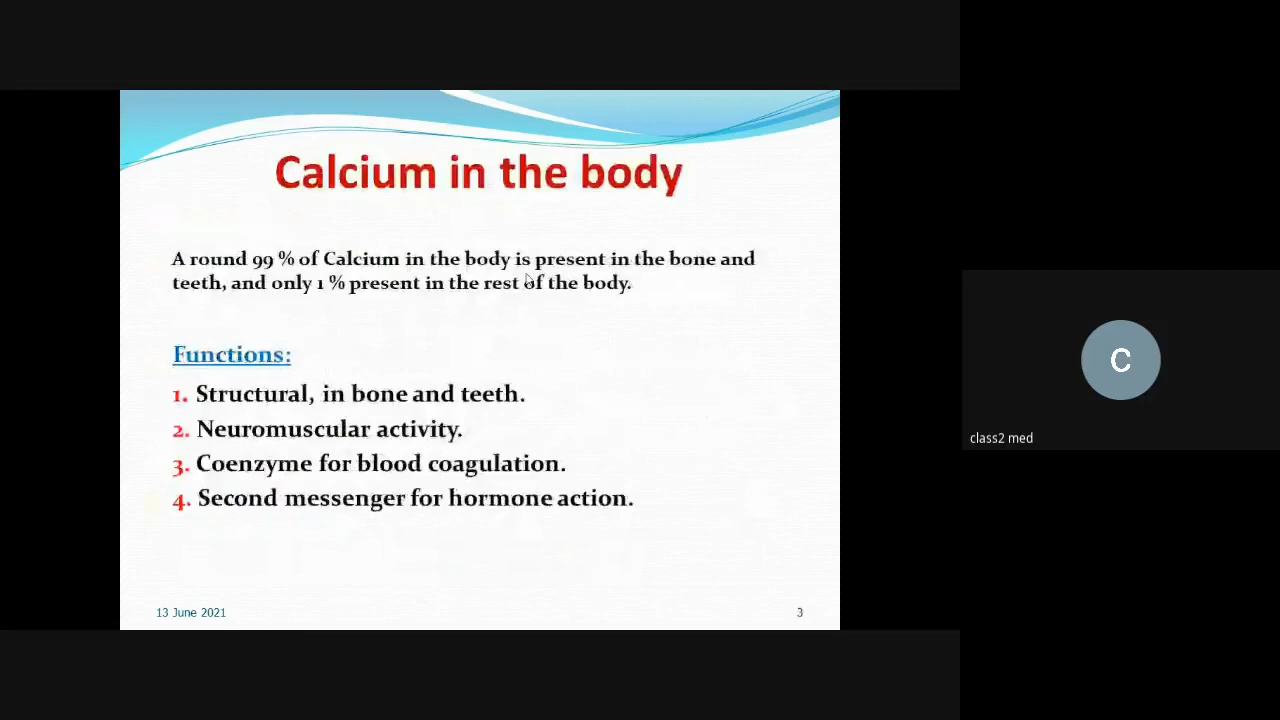 Calcium in the body
A round 99 % of Calcium in the body is present in the bone and
teeth, and only 1 % present in the rest of the body.
Functions:
1. Structural, in bone and teeth.
2. Neuromuscular activity.
3. Coenzyme for blood coagulation.
4. Second messenger for hormone action.
13 June 2021
3
C
class2 med